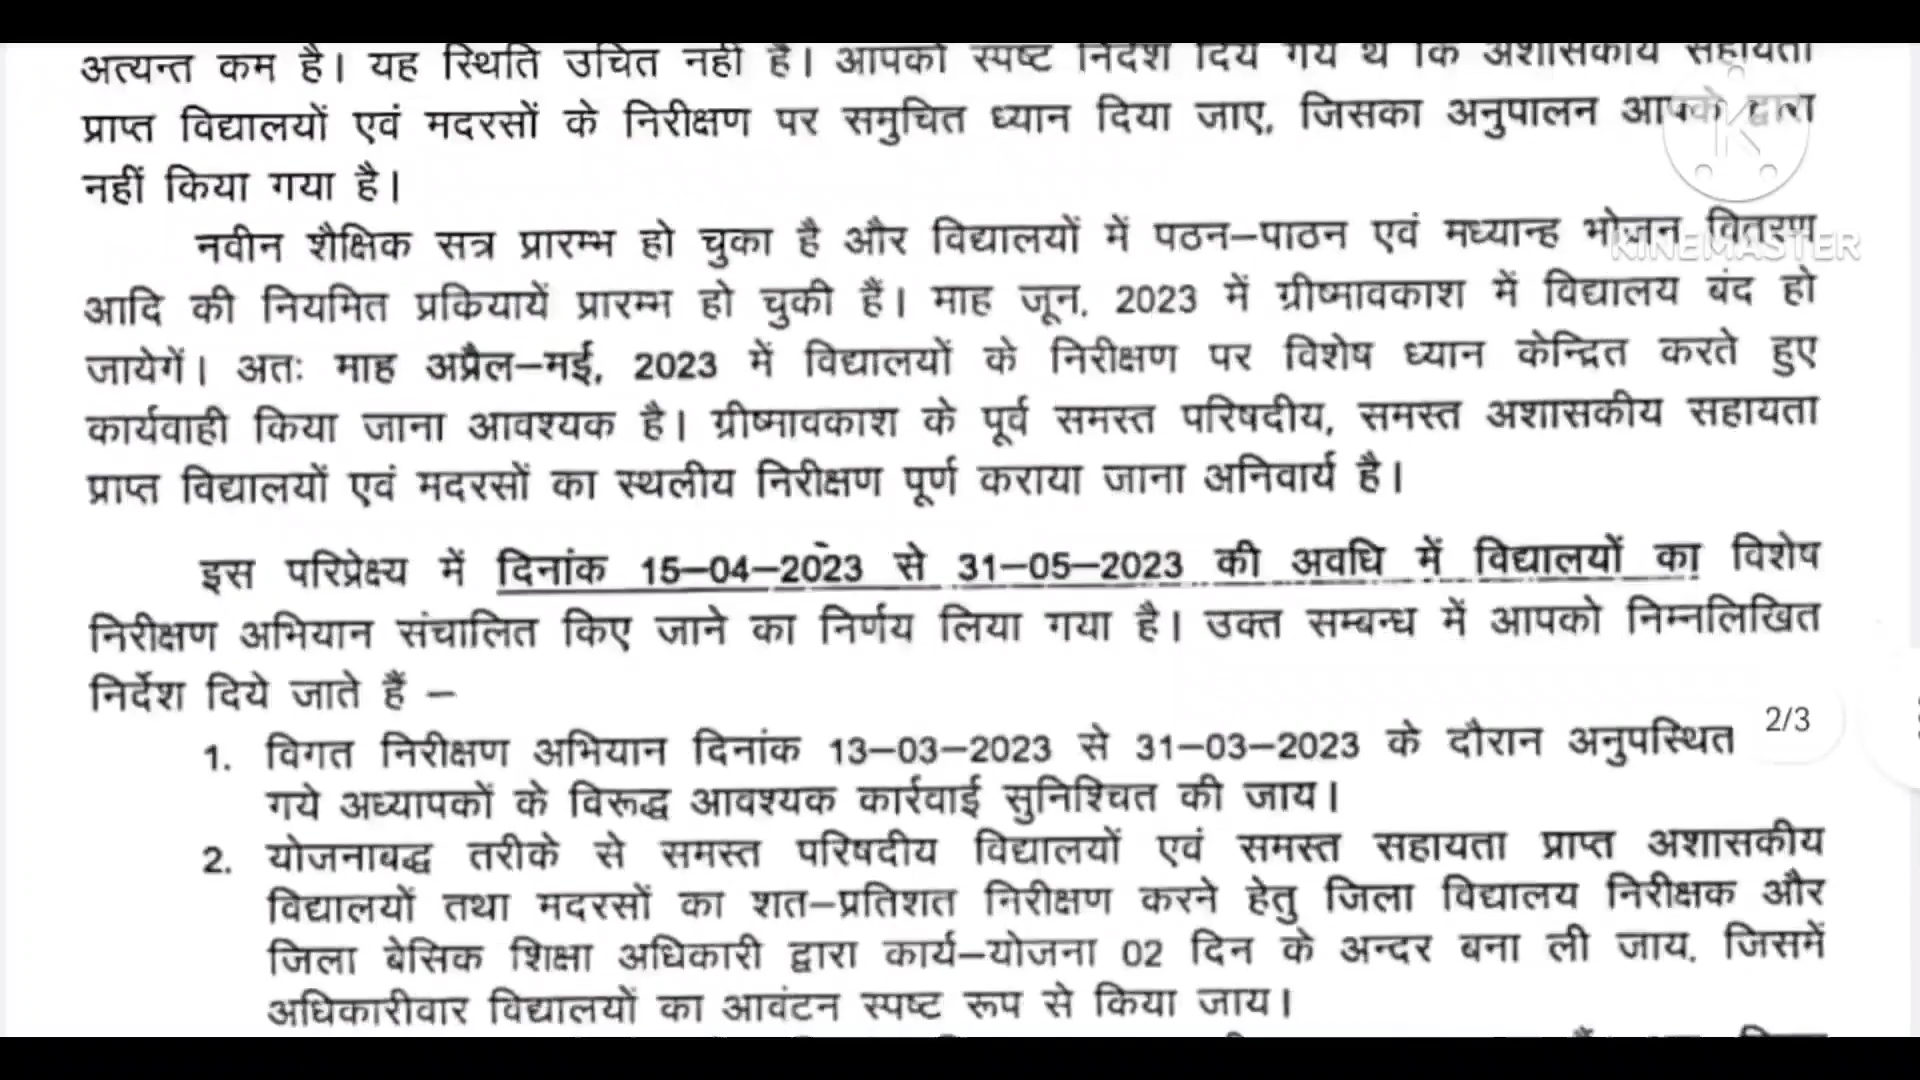 अत्यन्त कम है। यह स्थिति उचित नहीं है। आपको स्पष्ट निर्देश दिये गये थे कि अशासकीय सहायता
प्राप्त विद्यालयों एवं मदरसों के निरीक्षण पर समुचित ध्यान दिया जाए, जिसका अनुपालन आपके द्वारा
नहीं किया गया है।
नवीन शैक्षिक सत्र प्रारम्भ हो चुका है और विद्यालयों में पठन–पाठन एवं मध्यान्ह भोजन वितरण
KINEMASTER
आदि की नियमित प्रकियायें प्रारम्भ हो चुकी हैं। माह जून, 2023 में ग्रीष्मावकाश में विद्यालय बंद हो
जायेगें। अतः माह अप्रैल–मई, 2023 में विद्यालयों के निरीक्षण पर विशेष ध्यान केन्द्रित करते हुए
कार्यवाही किया जाना आवश्यक है। ग्रीष्मावकाश के पूर्व समस्त परिषदीय, समस्त अशासकीय सहायता
प्राप्त विद्यालयों एवं मदरसों का स्थलीय निरीक्षण पूर्ण कराया जाना अनिवार्य है।
इस परिप्रेक्ष्य में दिनांक 15–04–2023 से 31–05–2023 की अवधि में विद्यालयों का विशेष
निरीक्षण अभियान संचालित किए जाने का निर्णय लिया गया है। उक्त सम्बन्ध में आपको निम्नलिखित
निर्देश दिये जाते हैं –
2/3
1. विगत निरीक्षण अभियान दिनांक 13–03–2023 से 31–03–2023 के दौरान अनुपस्थित
गये अध्यापकों के विरूद्ध आवश्यक कार्रवाई सुनिश्चित की जाय।
2. योजनाबद्ध तरीके से समस्त परिषदीय विद्यालयों एवं समस्त सहायता प्राप्त अशासकीय
विद्यालयों तथा मदरसों का शत–प्रतिशत निरीक्षण करने हेतु जिला विद्यालय निरीक्षक और
जिला बेसिक शिक्षा अधिकारी द्वारा कार्य–योजना 02 दिन के अन्दर बना ली जाय, जिसमें
अधिकारीवार विद्यालयों का आवंटन स्पष्ट रूप से किया जाय।